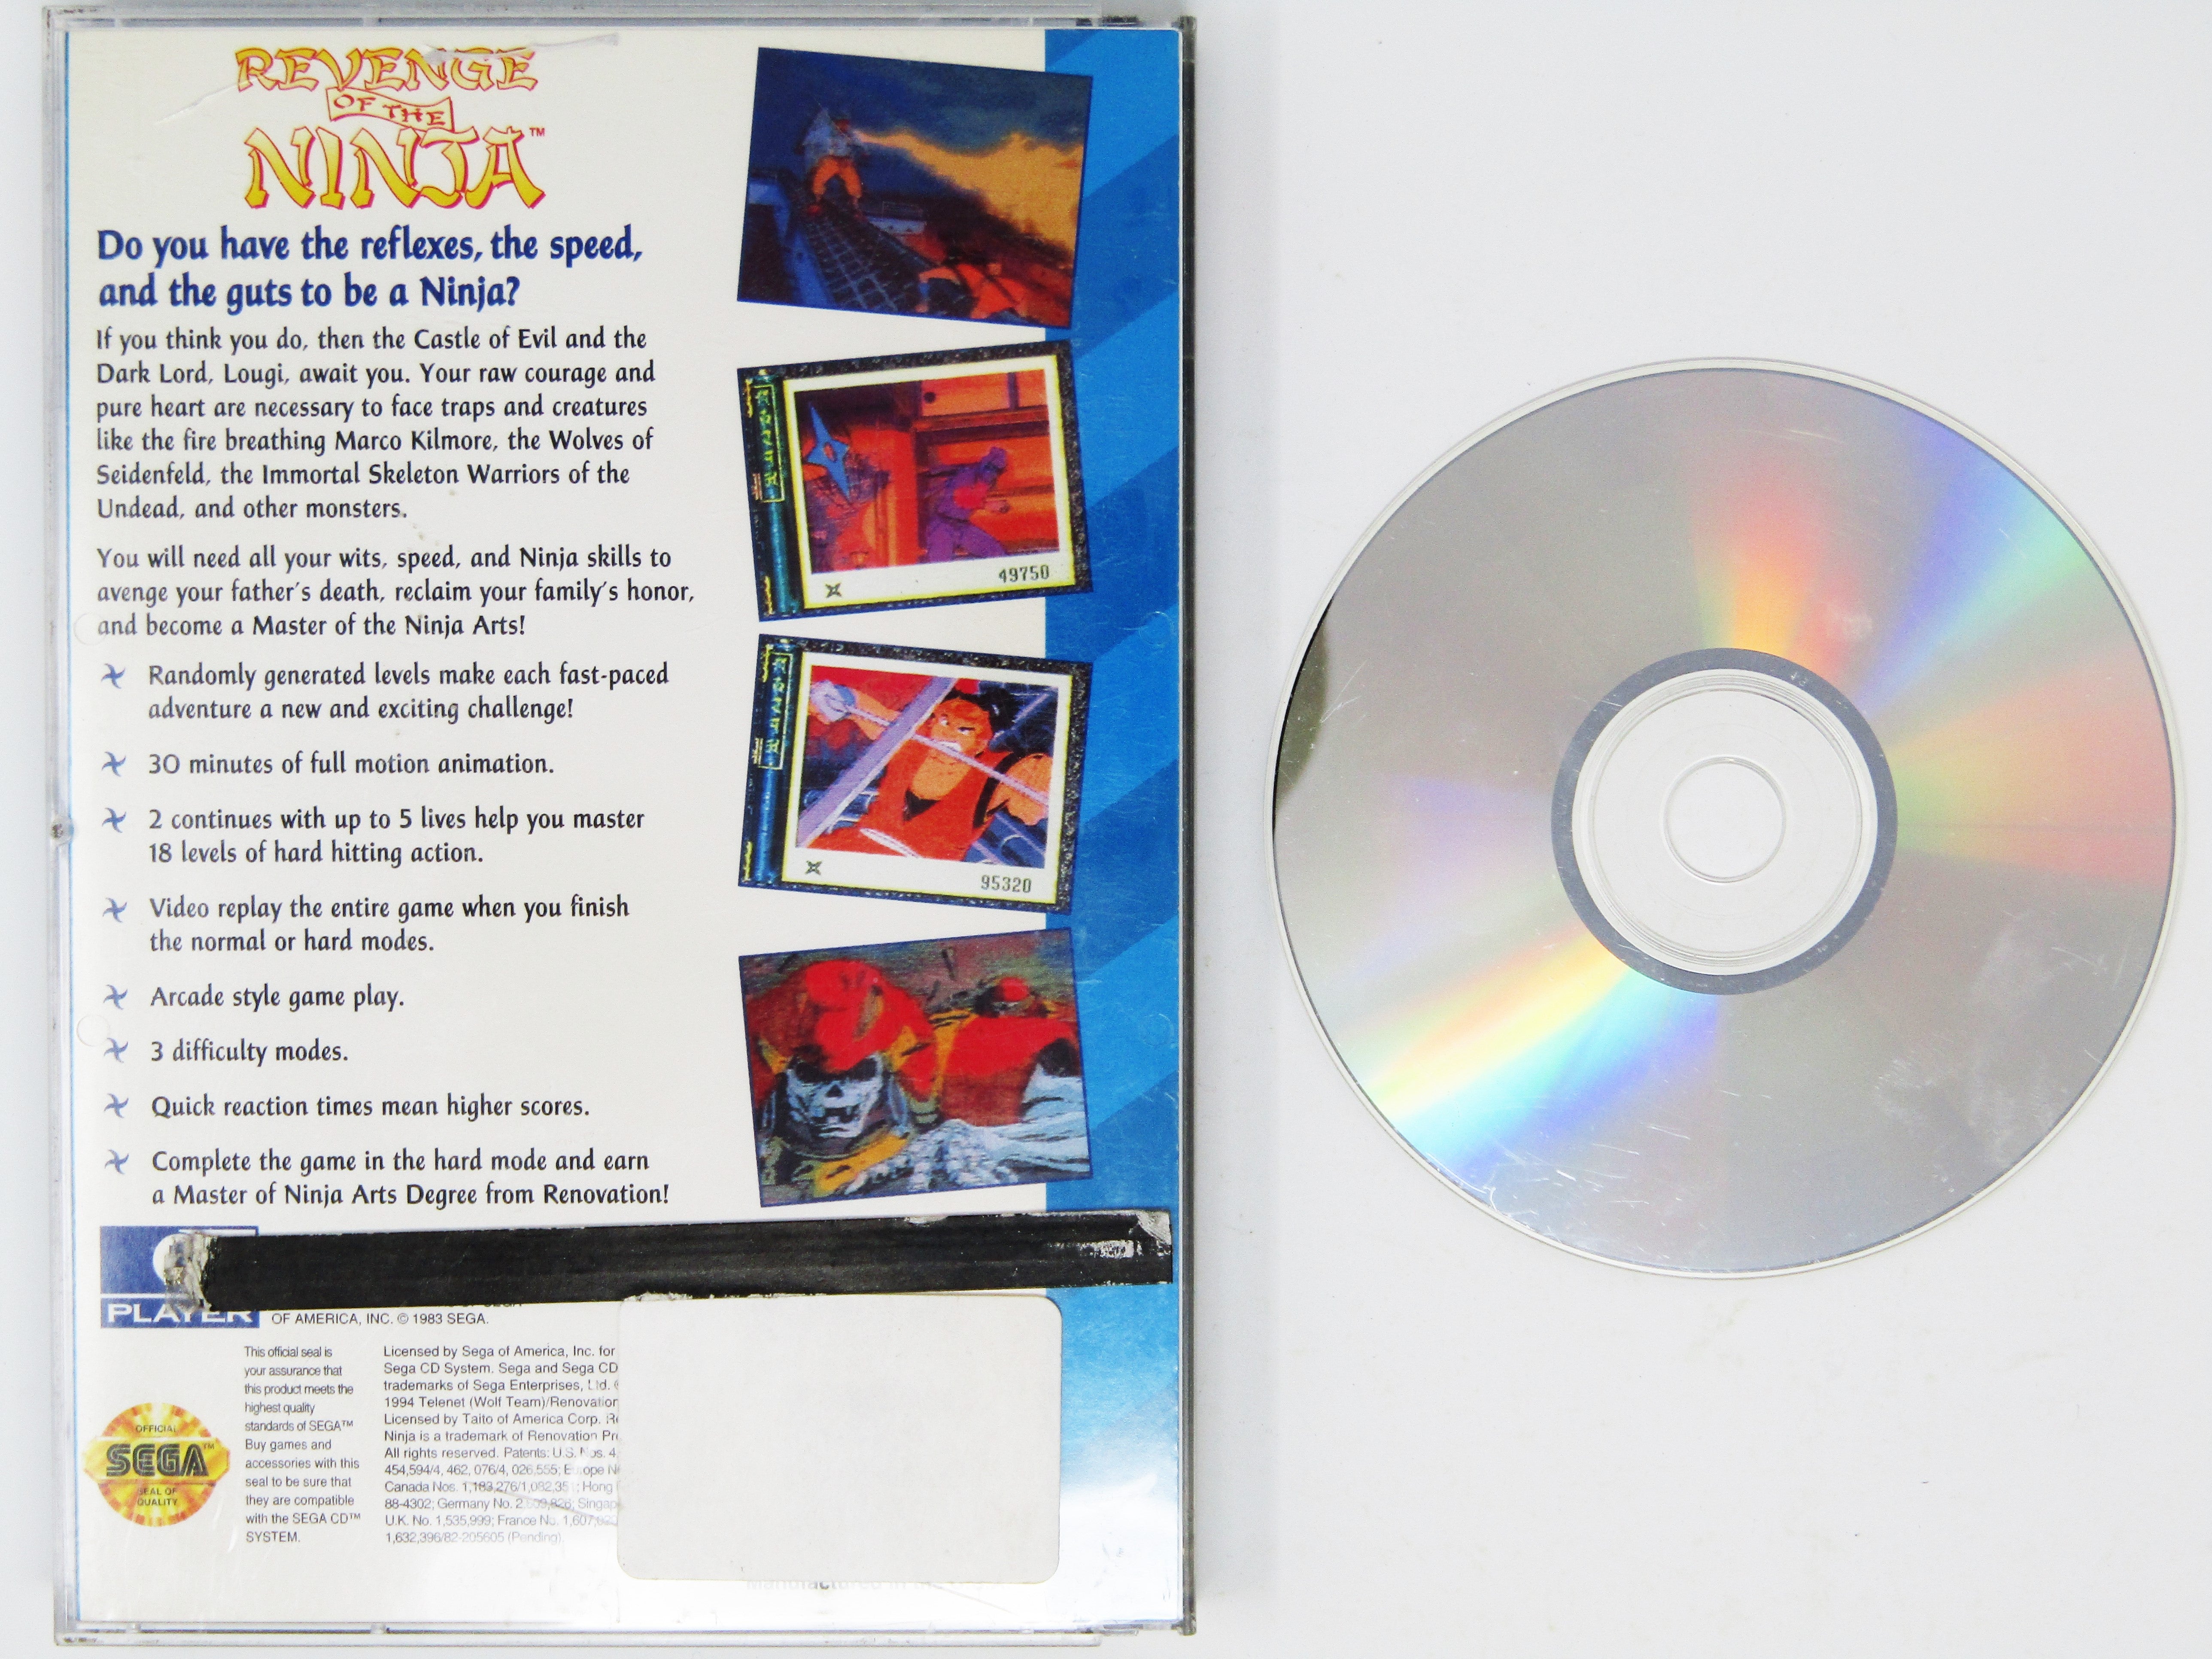 REVENGE
OF THE
NINJA™
Do you have the reflexes, the speed,
and the guts to be a Ninja?
If you think you do, then the Castle of Evil and the
Dark Lord, Lougi, await you. Your raw courage and
pure heart are necessary to face traps and creatures
like the fire breathing Marco Kilmore, the Wolves of
Seidenfeld, the Immortal Skeleton Warriors of the
Undead, and other monsters.
You will need all your wits, speed, and Ninja skills to
avenge your father's death, reclaim your family's honor,
and become a Master of the Ninja Arts!
Randomly generated levels make each fast-paced
adventure a new and exciting challenge!
30 minutes of full motion animation.
2 continues with up to 5 lives help you master
18 levels of hard hitting action.
Video replay the entire game when you finish
the normal or hard modes.
Arcade style game play.
3 difficulty modes.
Quick reaction times mean higher scores.
Complete the game in the hard mode and earn
a Master of Ninja Arts Degree from Renovation!
49750
95320
PLAYER
OF AMERICA, INC. © 1983 SEGA.
This official seal is
your assurance that
this product meets the
highest quality
standards of SEGA™
Buy games and
accessories with this
seal to be sure that
they are compatible
with the SEGA CD™
SYSTEM.
OFFICIAL
SEGA™
SEAL OF
QUALITY
Licensed by Sega of America, Inc. for
Sega CD System. Sega and Sega CD
trademarks of Sega Enterprises, Ltd.
1994 Telenet (Wolf Team)/Renovation
Licensed by Taito of America Corp.
Ninja is a trademark of Renovation
All rights reserved. Patents: U.S. Nos. 4,
454,594/4, 462, 076/4, 026,555; Europe
Canada Nos. 1,183,276/1,082,351; Hong
88-4302; Germany No.
U.K. No. 1,535,999; France No.
1,632,396/82-205605 (Pending).
Manufactured in